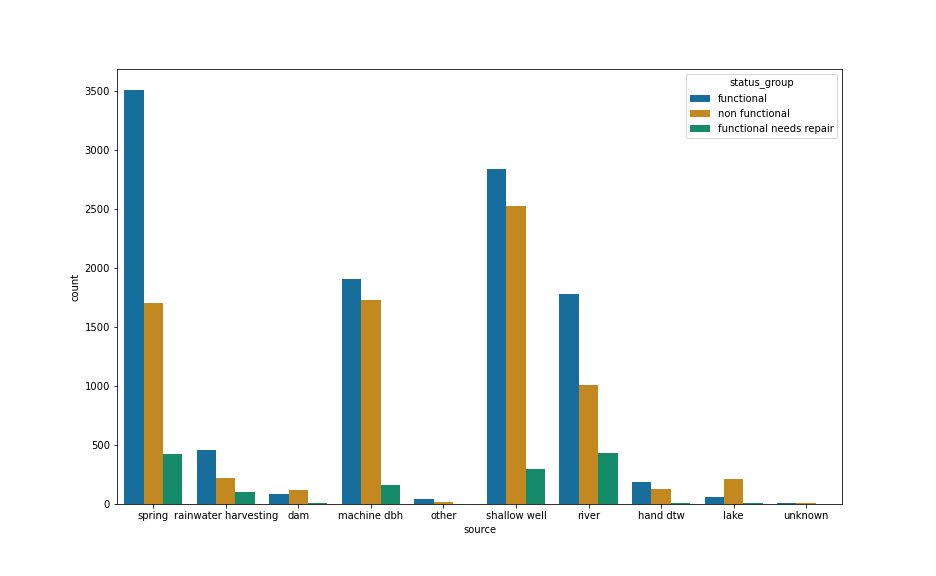 status_group
functional
non functional
functional needs repair
3500
3000
2500
2000
1500
1000
500
0
count
spring rainwater harvesting dam machine dbh other shallow well river hand dtw lake unknown
source